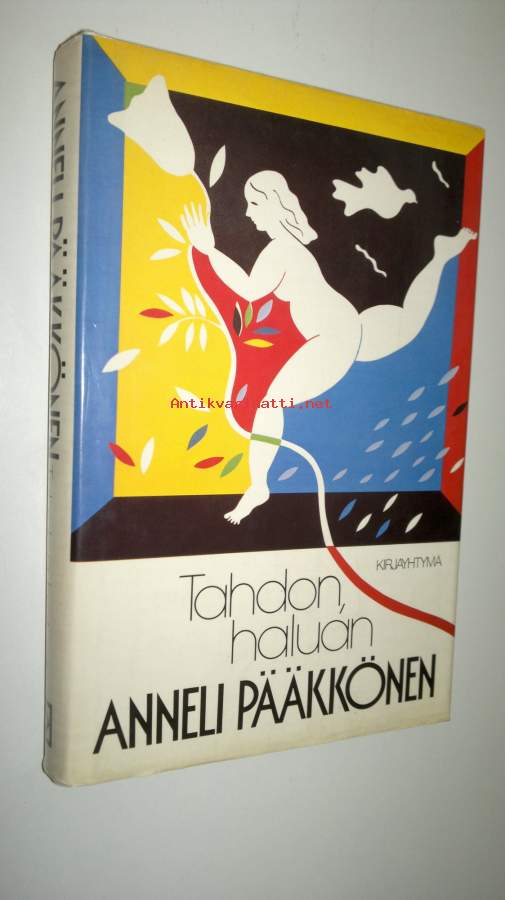 ANNELI PÄÄKKÖNEN
Antikvariaatti.net
KIRJAYHTYMÄ
Tahdon,
haluan
ANNELI PÄÄKKÖNEN